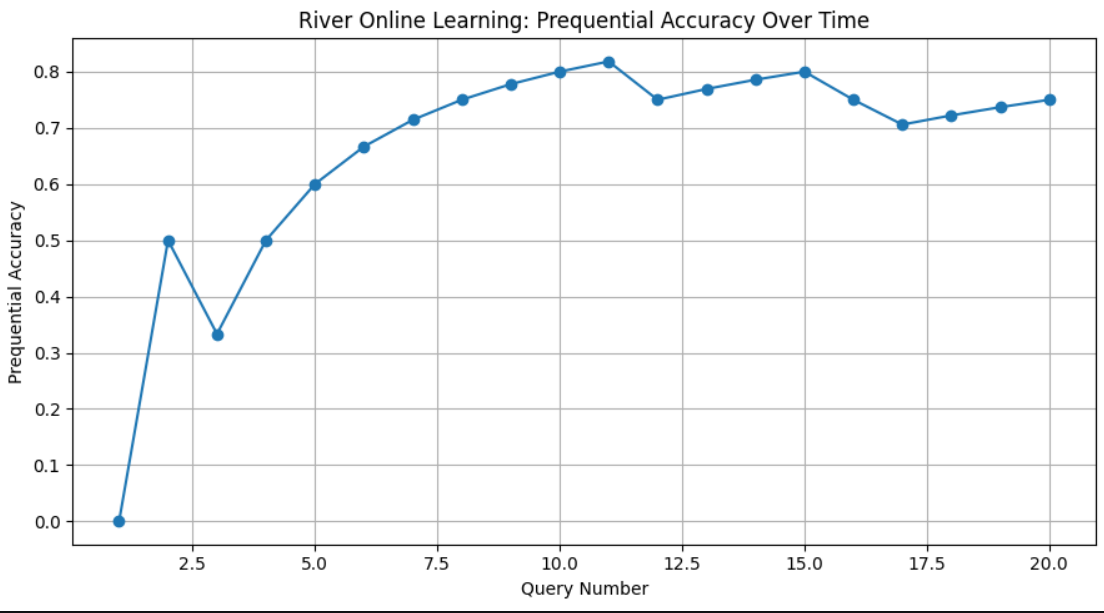 River Online Learning: Prequential Accuracy Over Time
0.8
0.7
0.6
0.5
0.4
0.3
0.2
0.1
0.0
Prequential Accuracy
2.5 5.0 7.5 10.0 12.5 15.0 17.5 20.0
Query Number